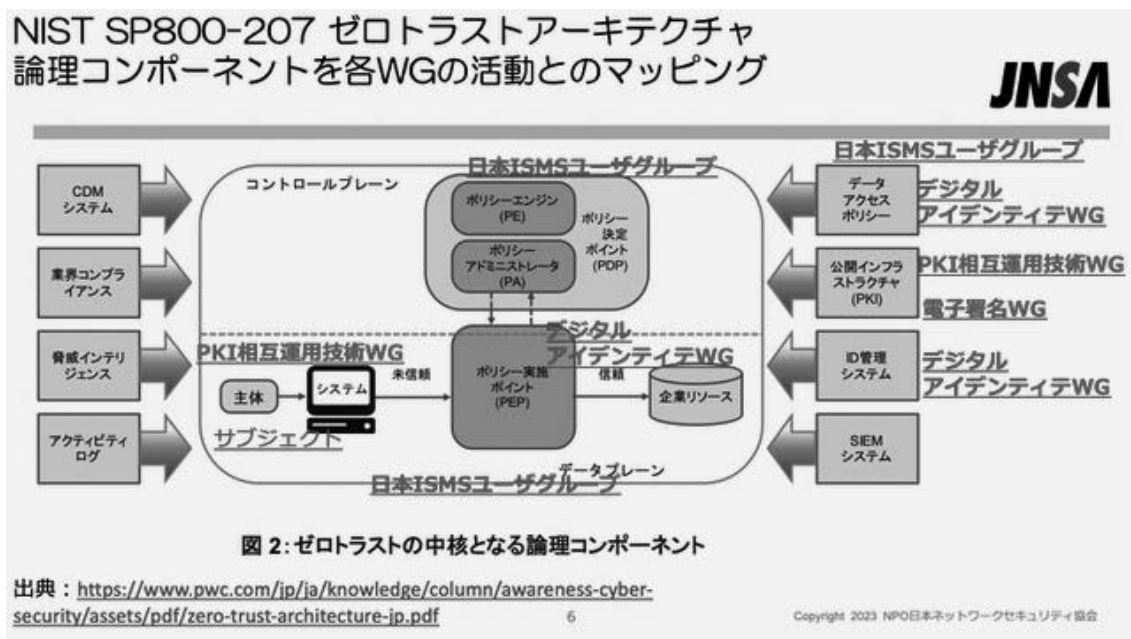 NIST SP800-207 ゼロトラストアーキテクチャ
論理コンポーネントを各WGの活動とのマッピング
JNSA
CDM
システム
業界コンプラ
イアンス
脅威インテリ
ジェンス
アクティビティ
ログ
コントロールプレーン
日本ISMSユーザグループ
ポリシーエンジン
(PE)
ポリシー
アドミニストレータ
(PA)
ポリシー
決定
ポイント
(PDP)
PKI相互運用技術WG
主体
システム
サブジェクト
未信頼
デジタル
アイデンティテWG
ポリシー実施
ポイント
(PEP)
信頼
企業リソース
データプレーン
日本ISMSユーザグループ
日本ISMSユーザグループ
データ
アクセス
ポリシー
デジタル
アイデンティテWG
公開インフラ
ストラクチャ
(PKI)
PKI相互運用技術WG
電子署名WG
ID管理
システム
デジタル
アイデンティテWG
SIEM
システム
図 2：ゼロトラストの中核となる論理コンポーネント
出典：https://www.pwc.com/jp/ja/knowledge/column/awareness-cyber-
security/assets/pdf/zero-trust-architecture-jp.pdf
6
Copyright 2023 NPO日本ネットワークセキュリティ協会